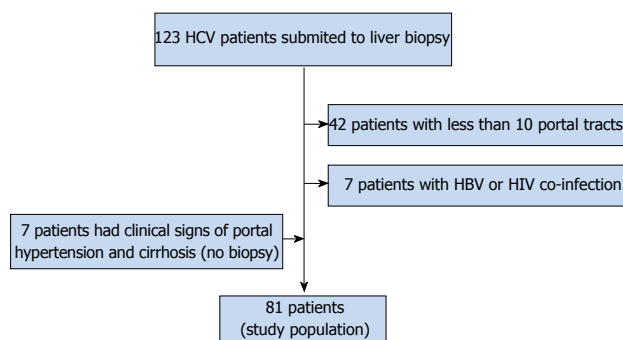 123 HCV patients submited to liver biopsy
42 patients with less than 10 portal tracts
7 patients with HBV or HIV co-infection
7 patients had clinical signs of portal
hypertension and cirrhosis (no biopsy)
81 patients
(study population)